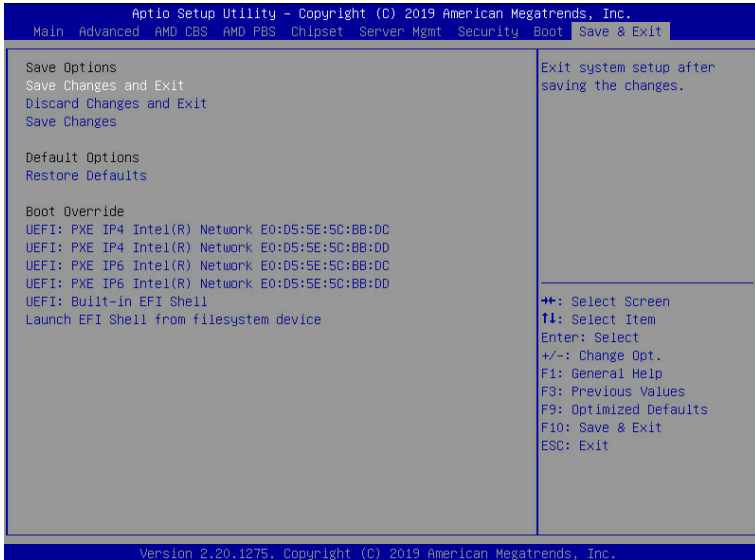 Aptio Setup Utility – Copyright (C) 2019 American Megatrends, Inc.
Main Advanced AMD CBS AMD PBS Chipset Server Mgmt Security Boot Save & Exit
Save Options
Save Changes and Exit
Discard Changes and Exit
Save Changes
Default Options
Restore Defaults
Boot Override
UEFI: PXE IP4 Intel(R) Network E0:D5:5E:5C:BB:DC
UEFI: PXE IP4 Intel(R) Network E0:D5:5E:5C:BB:DD
UEFI: PXE IP6 Intel(R) Network E0:D5:5E:5C:BB:DC
UEFI: PXE IP6 Intel(R) Network E0:D5:5E:5C:BB:DD
UEFI: Built-in EFI Shell
Launch EFI Shell from filesystem device
Exit system setup after
saving the changes.
→←: Select Screen
↑↓: Select Item
Enter: Select
+/-: Change Opt.
F1: General Help
F3: Previous Values
F9: Optimized Defaults
F10: Save & Exit
ESC: Exit
Version 2.20.1275. Copyright (C) 2019 American Megatrends, Inc.